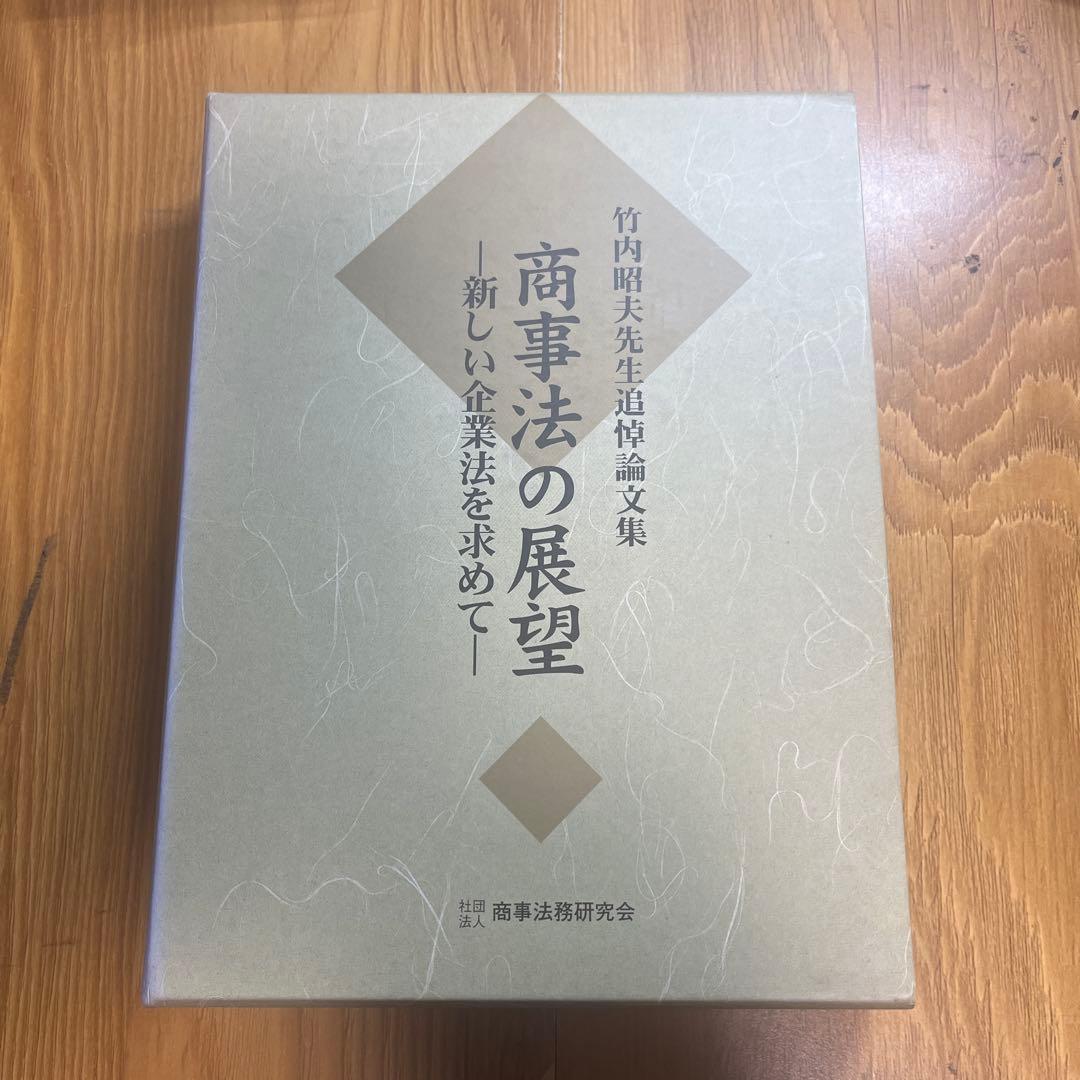 竹内昭夫先生追悼論文集
商事法の展望
―新しい企業法を求めて―
社団法人 商事法務研究会